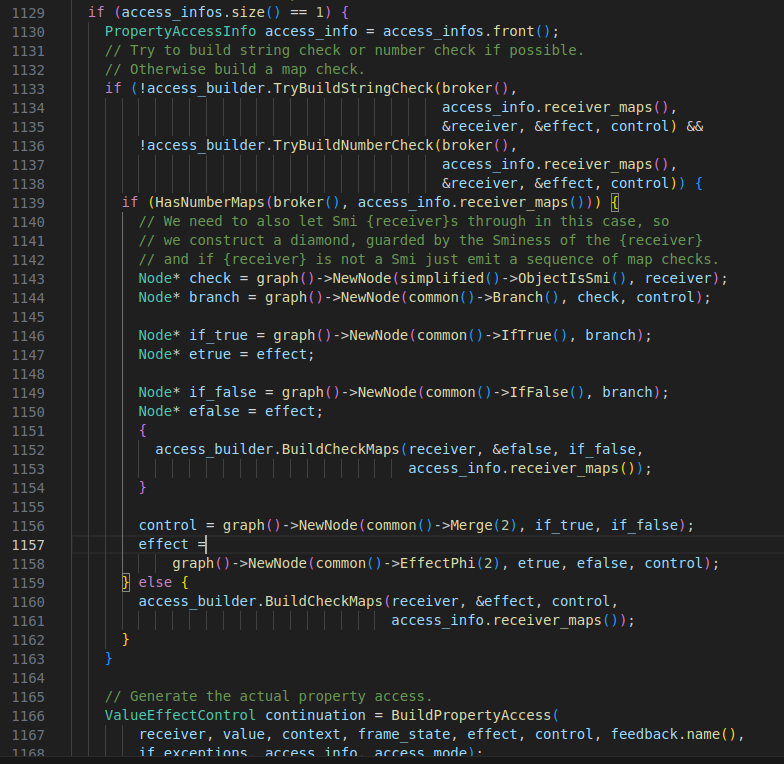 1129 if (access_infos.size() == 1) {
1130 PropertyAccessInfo access_info = access_infos.front();
1131 // Try to build string check or number check if possible.
1132 // Otherwise build a map check.
1133 if (!access_builder.TryBuildStringCheck(broker(),
1134 access_info.receiver_maps(),
1135 &receiver, &effect, control) &&
1136 !access_builder.TryBuildNumberCheck(broker(),
1137 access_info.receiver_maps(),
1138 &receiver, &effect, control)) {
1139 if (HasNumberMaps(broker(), access_info.receiver_maps())) {
1140 // We need to also let Smi {receiver}s through in this case, so
1141 // we construct a diamond, guarded by the Sminess of the {receiver}
1142 // and if {receiver} is not a Smi just emit a sequence of map checks.
1143 Node* check = graph()->NewNode(simplified()->ObjectIsSmi(), receiver);
1144 Node* branch = graph()->NewNode(common()->Branch(), check, control);
1145
1146 Node* if_true = graph()->NewNode(common()->IfTrue(), branch);
1147 Node* etrue = effect;
1148
1149 Node* if_false = graph()->NewNode(common()->IfFalse(), branch);
1150 Node* efalse = effect;
1151 {
1152 access_builder.BuildCheckMaps(receiver, &efalse, if_false,
1153 access_info.receiver_maps());
1154 }
1155
1156 control = graph()->NewNode(common()->Merge(2), if_true, if_false);
1157 effect =
1158 graph()->NewNode(common()->EffectPhi(2), etrue, efalse, control);
1159 } else {
1160 access_builder.BuildCheckMaps(receiver, &effect, control,
1161 access_info.receiver_maps());
1162 }
1163 }
1164
1165 // Generate the actual property access.
1166 ValueEffectControl continuation = BuildPropertyAccess(
1167 receiver, value, context, frame_state, effect, control, feedback.name(),
1168 if_exceptions, access_info, access_mode);